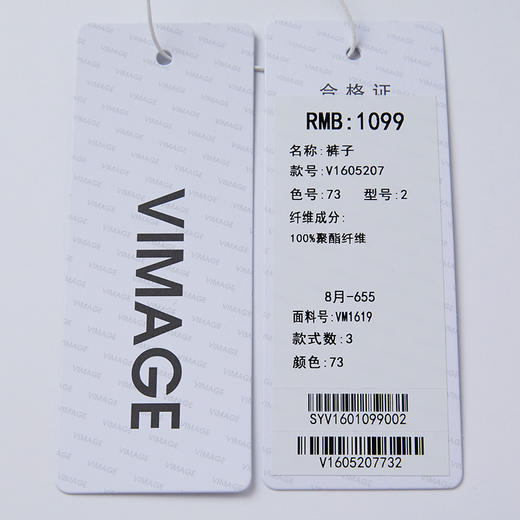 VIMAGE
合格证
RMB:1099
名称:裤子
款号:V1605207
色号:73 型号:2
纤维成分:
100%聚酯纤维
8月-655
面料号:VM1619
款式数:3
颜色:73
SYV1601099002
V1605207732